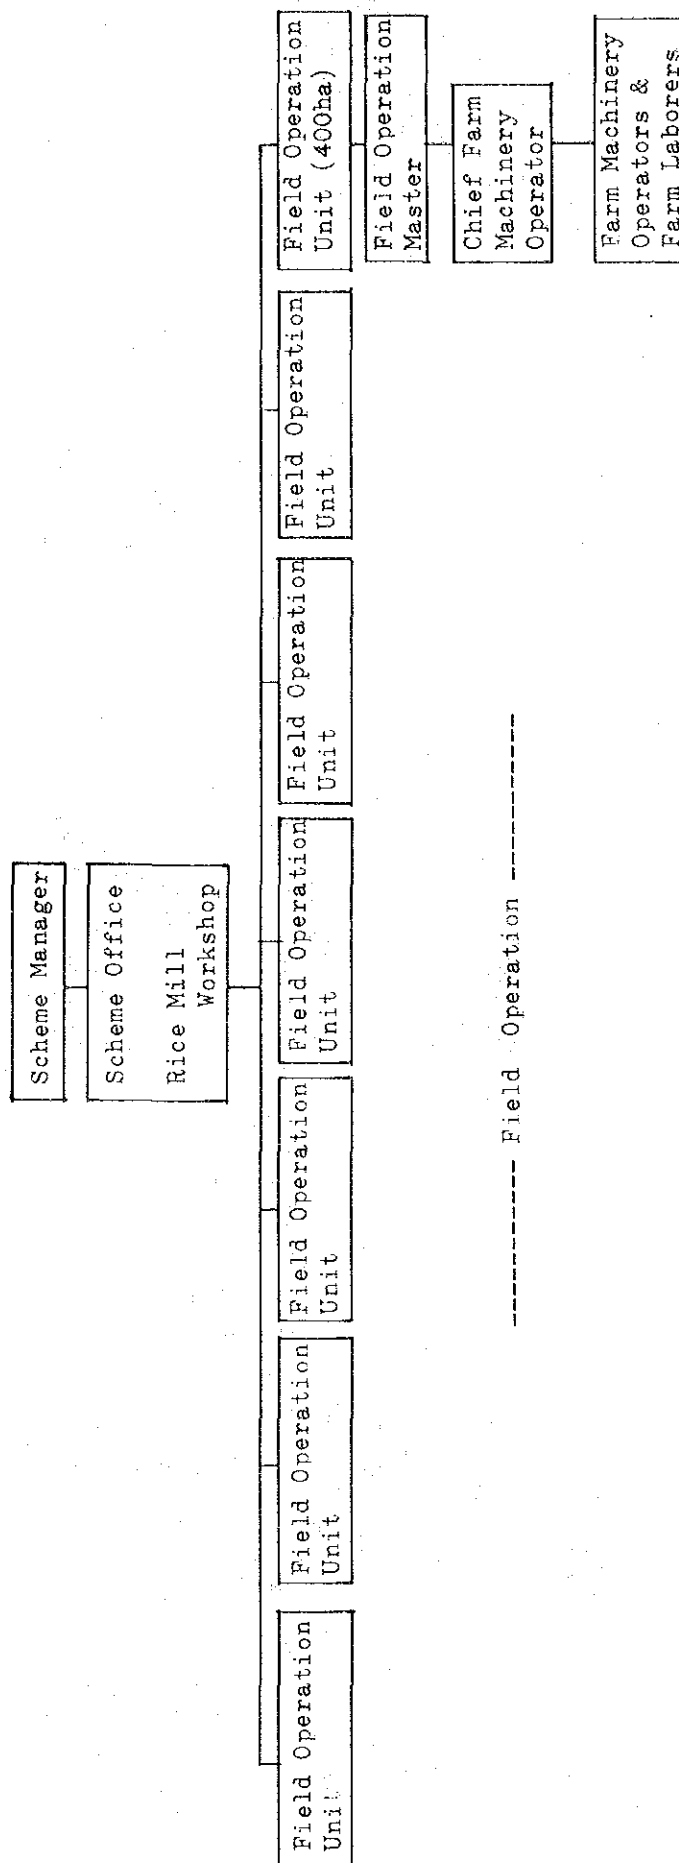 Scheme Manager
Scheme Office
Rice Mill
Workshop
Field Operation
Unit
Field Operation
Unit
Field Operation
Unit
Field Operation
Unit
Field Operation
Unit
Field Operation
Unit
Field Operation
Unit (400ha)
Field Operation
Master
Chief Farm
Machinery
Operator
Farm Machinery
Operators &
Farm Laborers
--------- Field Operation ---------